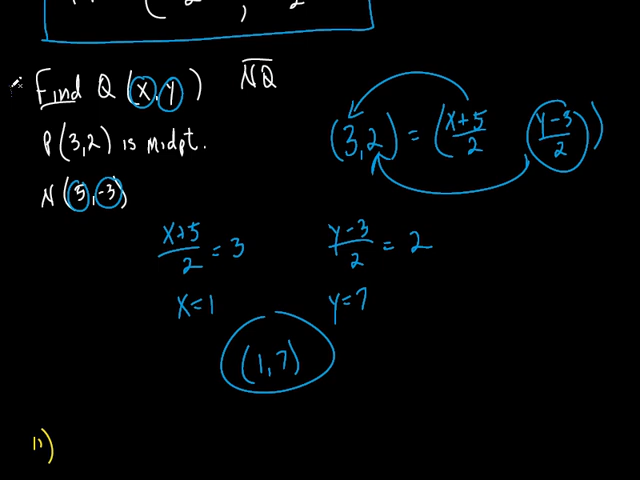 Find Q (x, y) NQ
P(3,2) is midpt.
(3,2) = (x+5/2 y-3/2)
N(5,-3)
x+5/2 = 3 y-3/2 = 2
x=1 y=7
(1,7)
11)